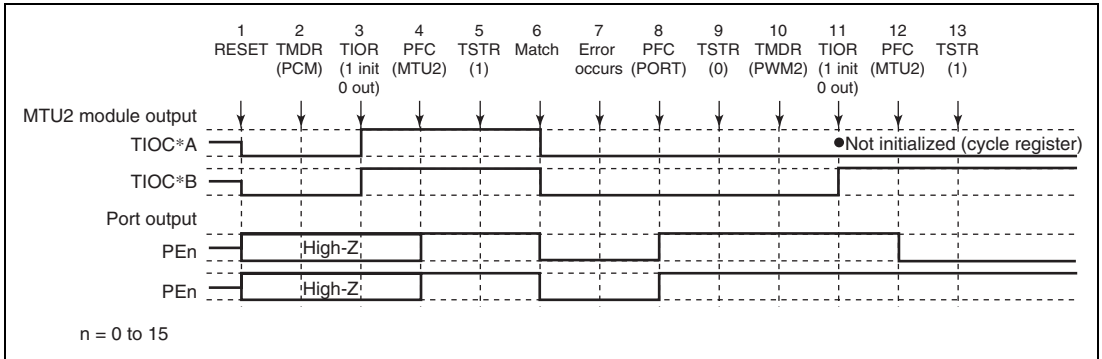 1 2 3 4 5 6 7 8 9 10 11 12 13
RESET TMDR TIOR PFC TSTR Match Error PFC TSTR TMDR TIOR PFC TSTR
(PCM) (1 init (MTU2) (1) occurs (PORT) (0) (PWM2) (1 init (MTU2) (1)
0 out) 0 out)
MTU2 module output
TIOC*A
●Not initialized (cycle register)
TIOC*B
Port output
PEn
High-Z
PEn
High-Z
n = 0 to 15